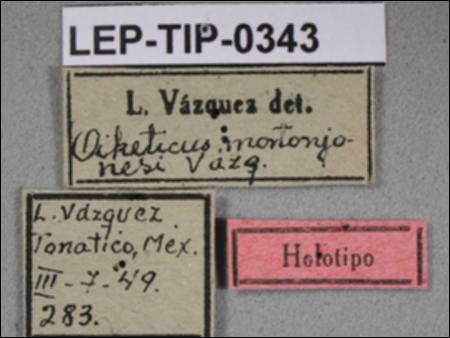 LEP-TIP-0343
L. Vázquez det.
Oiketicus mortonjo-
nesi Vázq.
L. Vázquez
Tonatico, Mex.
III-7-49.
283.
Holotipo